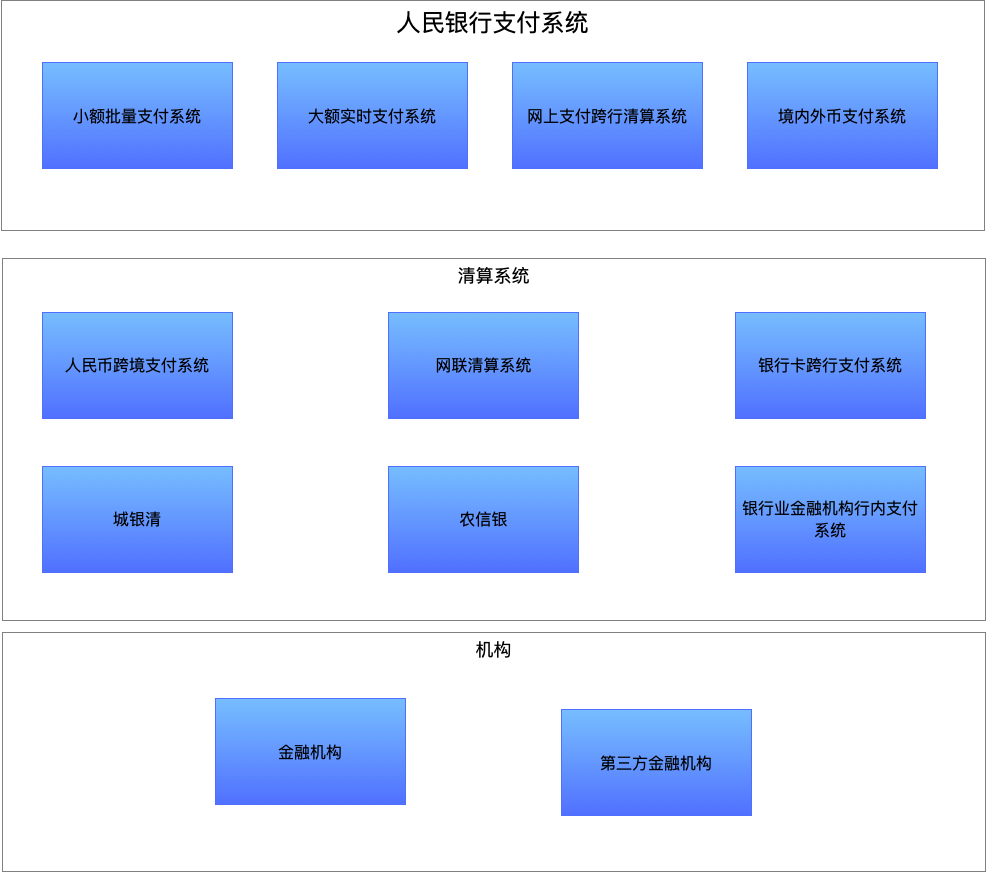 人民银行支付系统
小额批量支付系统
大额实时支付系统
网上支付跨行清算系统
境内外币支付系统
清算系统
人民币跨境支付系统
网联清算系统
银行卡跨行支付系统
城银清
农信银
银行业金融机构行内支付
系统
机构
金融机构
第三方金融机构